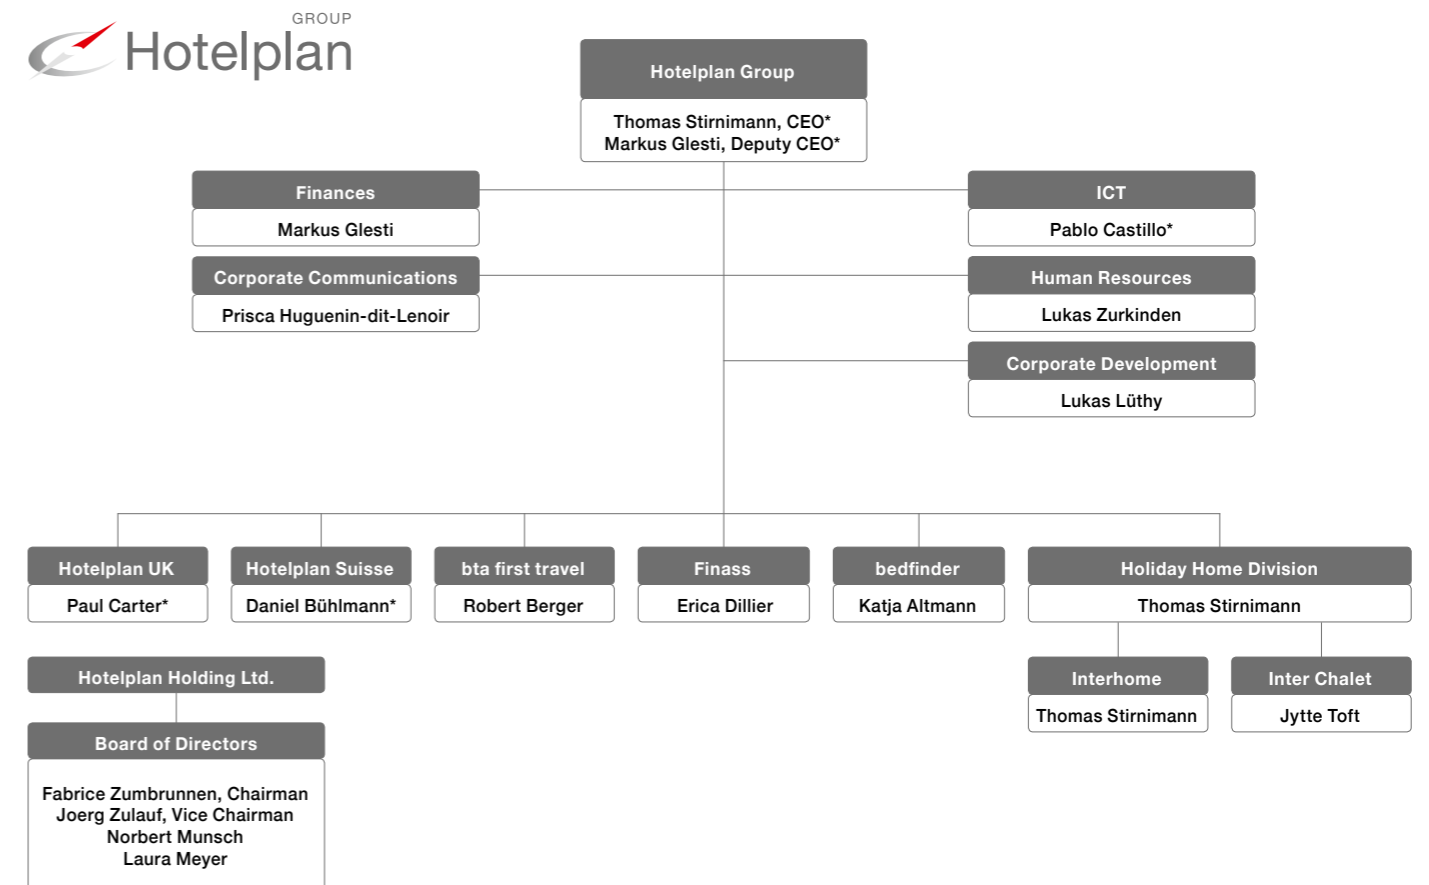 GROUP
Hotelplan
Hotelplan Group
Thomas Stirnimann, CEO*
Markus Glesti, Deputy CEO*
Finances
Markus Glesti
ICT
Pablo Castillo*
Corporate Communications
Prisca Huguenin-dit-Lenoir
Human Resources
Lukas Zurkinden
Corporate Development
Lukas Lüthy
Hotelplan UK
Paul Carter*
Hotelplan Suisse
Daniel Bühlmann*
bta first travel
Robert Berger
Finass
Erica Dillier
bedfinder
Katja Altmann
Holiday Home Division
Thomas Stirnimann
Interhome
Thomas Stirnimann
Inter Chalet
Jytte Toft
Hotelplan Holding Ltd.
Board of Directors
Fabrice Zumbrunnen, Chairman
Joerg Zulauf, Vice Chairman
Norbert Munsch
Laura Meyer